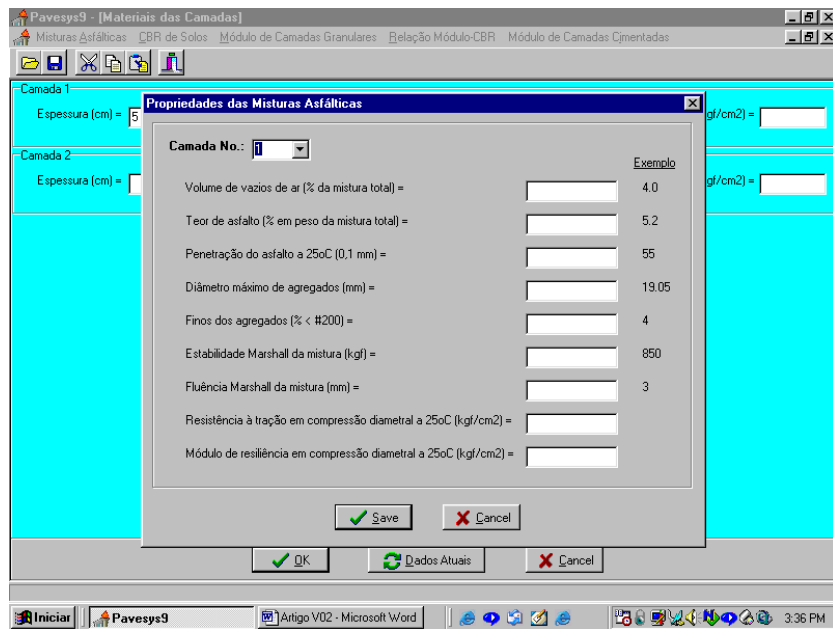 Pavesys9 - [Materiais das Camadas]
Misturas Asfálticas CBR de Solos Módulo de Camadas Granulares Relação Módulo-CBR Módulo de Camadas Cimentadas
Camada 1
Espessura (cm) = 5
gf/cm2) =
Propriedades das Misturas Asfálticas
Camada No.: 1
Exemplo
Camada 2
Espessura (cm) =
gf/cm2) =
Volume de vazios de ar (% da mistura total) = 4.0
Teor de asfalto (% em peso da mistura total) = 5.2
Penetração do asfalto a 25oC (0,1 mm) = 55
Diâmetro máximo de agregados (mm) = 19.05
Finos dos agregados (% < #200) = 4
Estabilidade Marshall da mistura (kgf) = 850
Fluência Marshall da mistura (mm) = 3
Resistência à tração em compressão diametral a 25oC (kgf/cm2) =
Módulo de resiliência em compressão diametral a 25oC (kgf/cm2) =
Save Cancel
OK Dados Atuais Cancel
Iniciar Pavesys9 Artigo V02 - Microsoft Word 3:36 PM